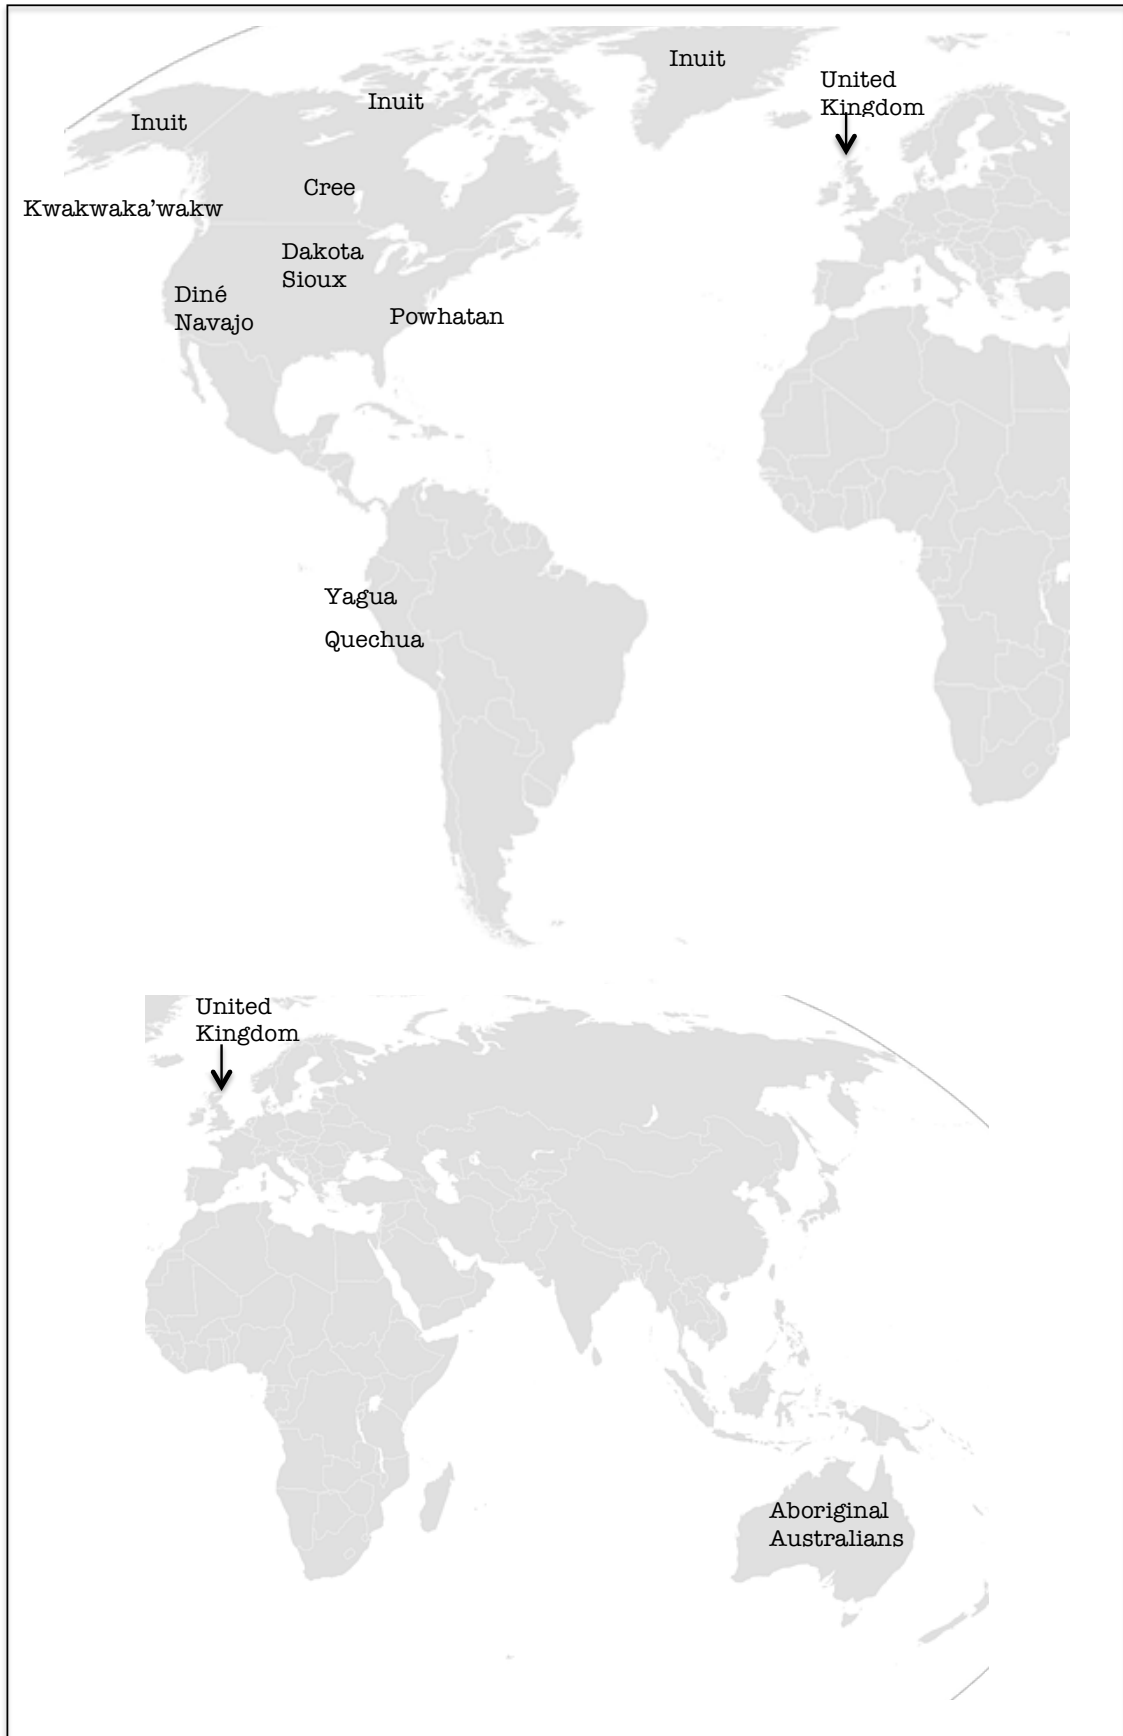 Inuit
United
Kingdom
Inuit
Inuit
Cree
Kwakwaka'wakw
Dakota
Sioux
Diné
Navajo
Powhatan
Yagua
Quechua
United
Kingdom
Aboriginal
Australians